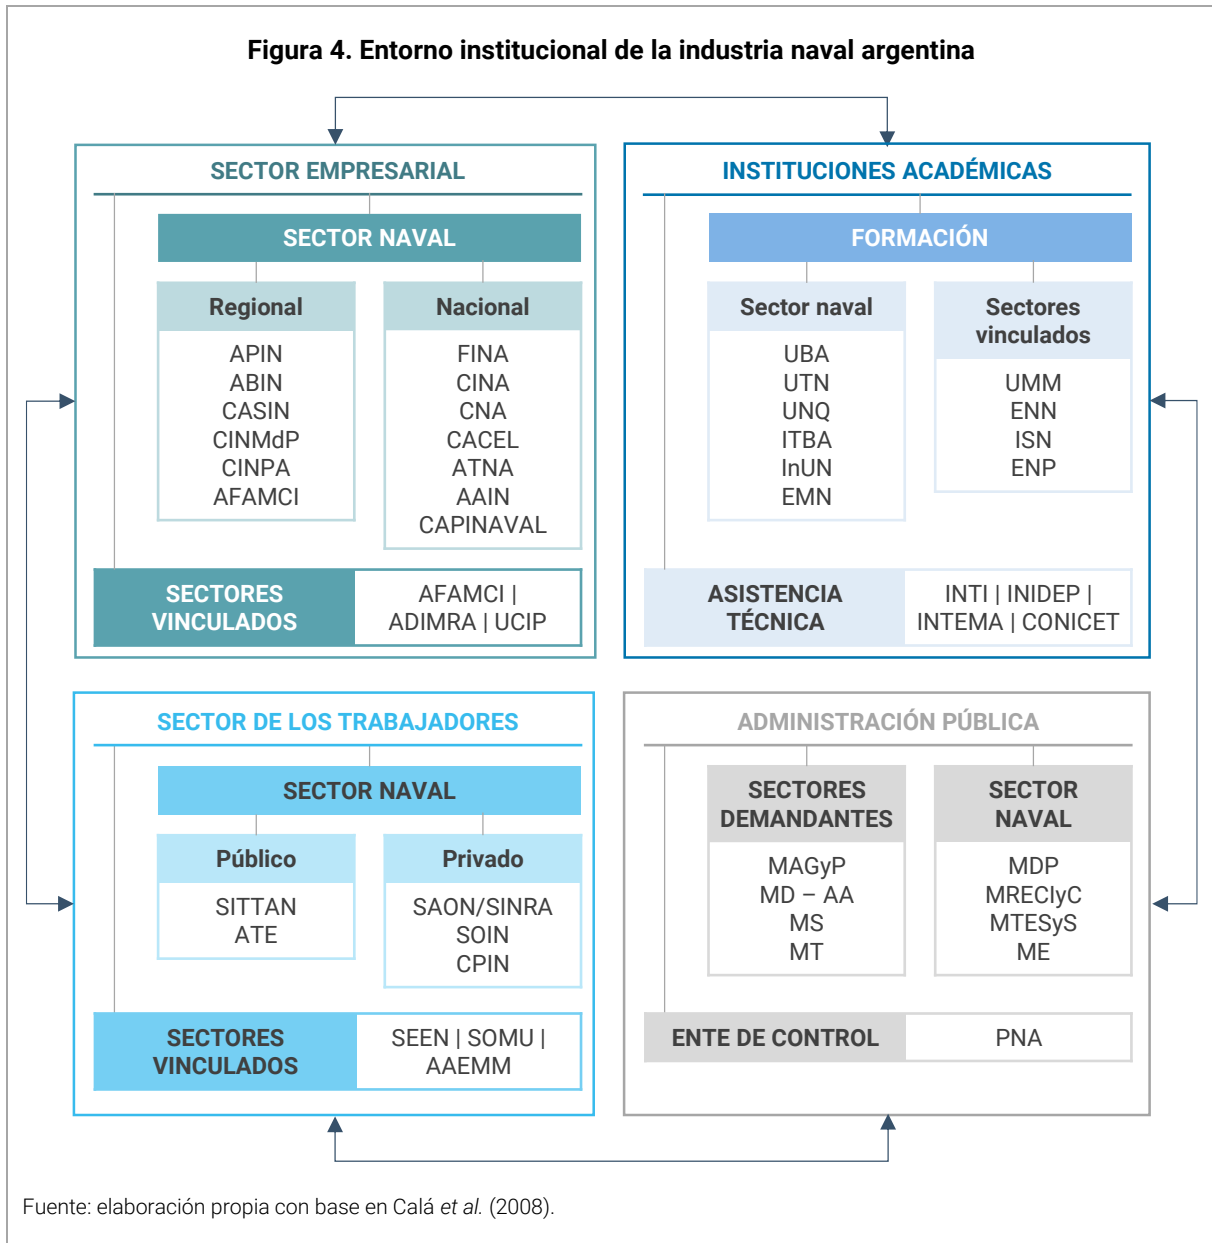 Figura 4. Entorno institucional de la industria naval argentina
SECTOR EMPRESARIAL
SECTOR NAVAL
Regional
APIN
ABIN
CASIN
CINMdP
CINPA
AFAMCI
Nacional
FINA
CINA
CNA
CACEL
ATNA
AAIN
CAPINAVAL
SECTORES
VINCULADOS
AFAMCI |
ADIMRA | UCIP
INSTITUCIONES ACADÉMICAS
FORMACIÓN
Sector naval
UBA
UTN
UNQ
ITBA
InUN
EMN
Sectores
vinculados
UMM
ENN
ISN
ENP
ASISTENCIA
TÉCNICA
INTI | INIDEP |
INTEMA | CONICET
SECTOR DE LOS TRABAJADORES
SECTOR NAVAL
Público
SITTAN
ATE
Privado
SAON/SINRA
SOIN
CPIN
SECTORES
VINCULADOS
SEEN | SOMU |
AAEMM
ADMINISTRACIÓN PÚBLICA
SECTORES
DEMANDANTES
MAGyP
MD – AA
MS
MT
SECTOR
NAVAL
MDP
MRECIyC
MTESyS
ME
ENTE DE CONTROL
PNA
Fuente: elaboración propia con base en Calá et al. (2008).